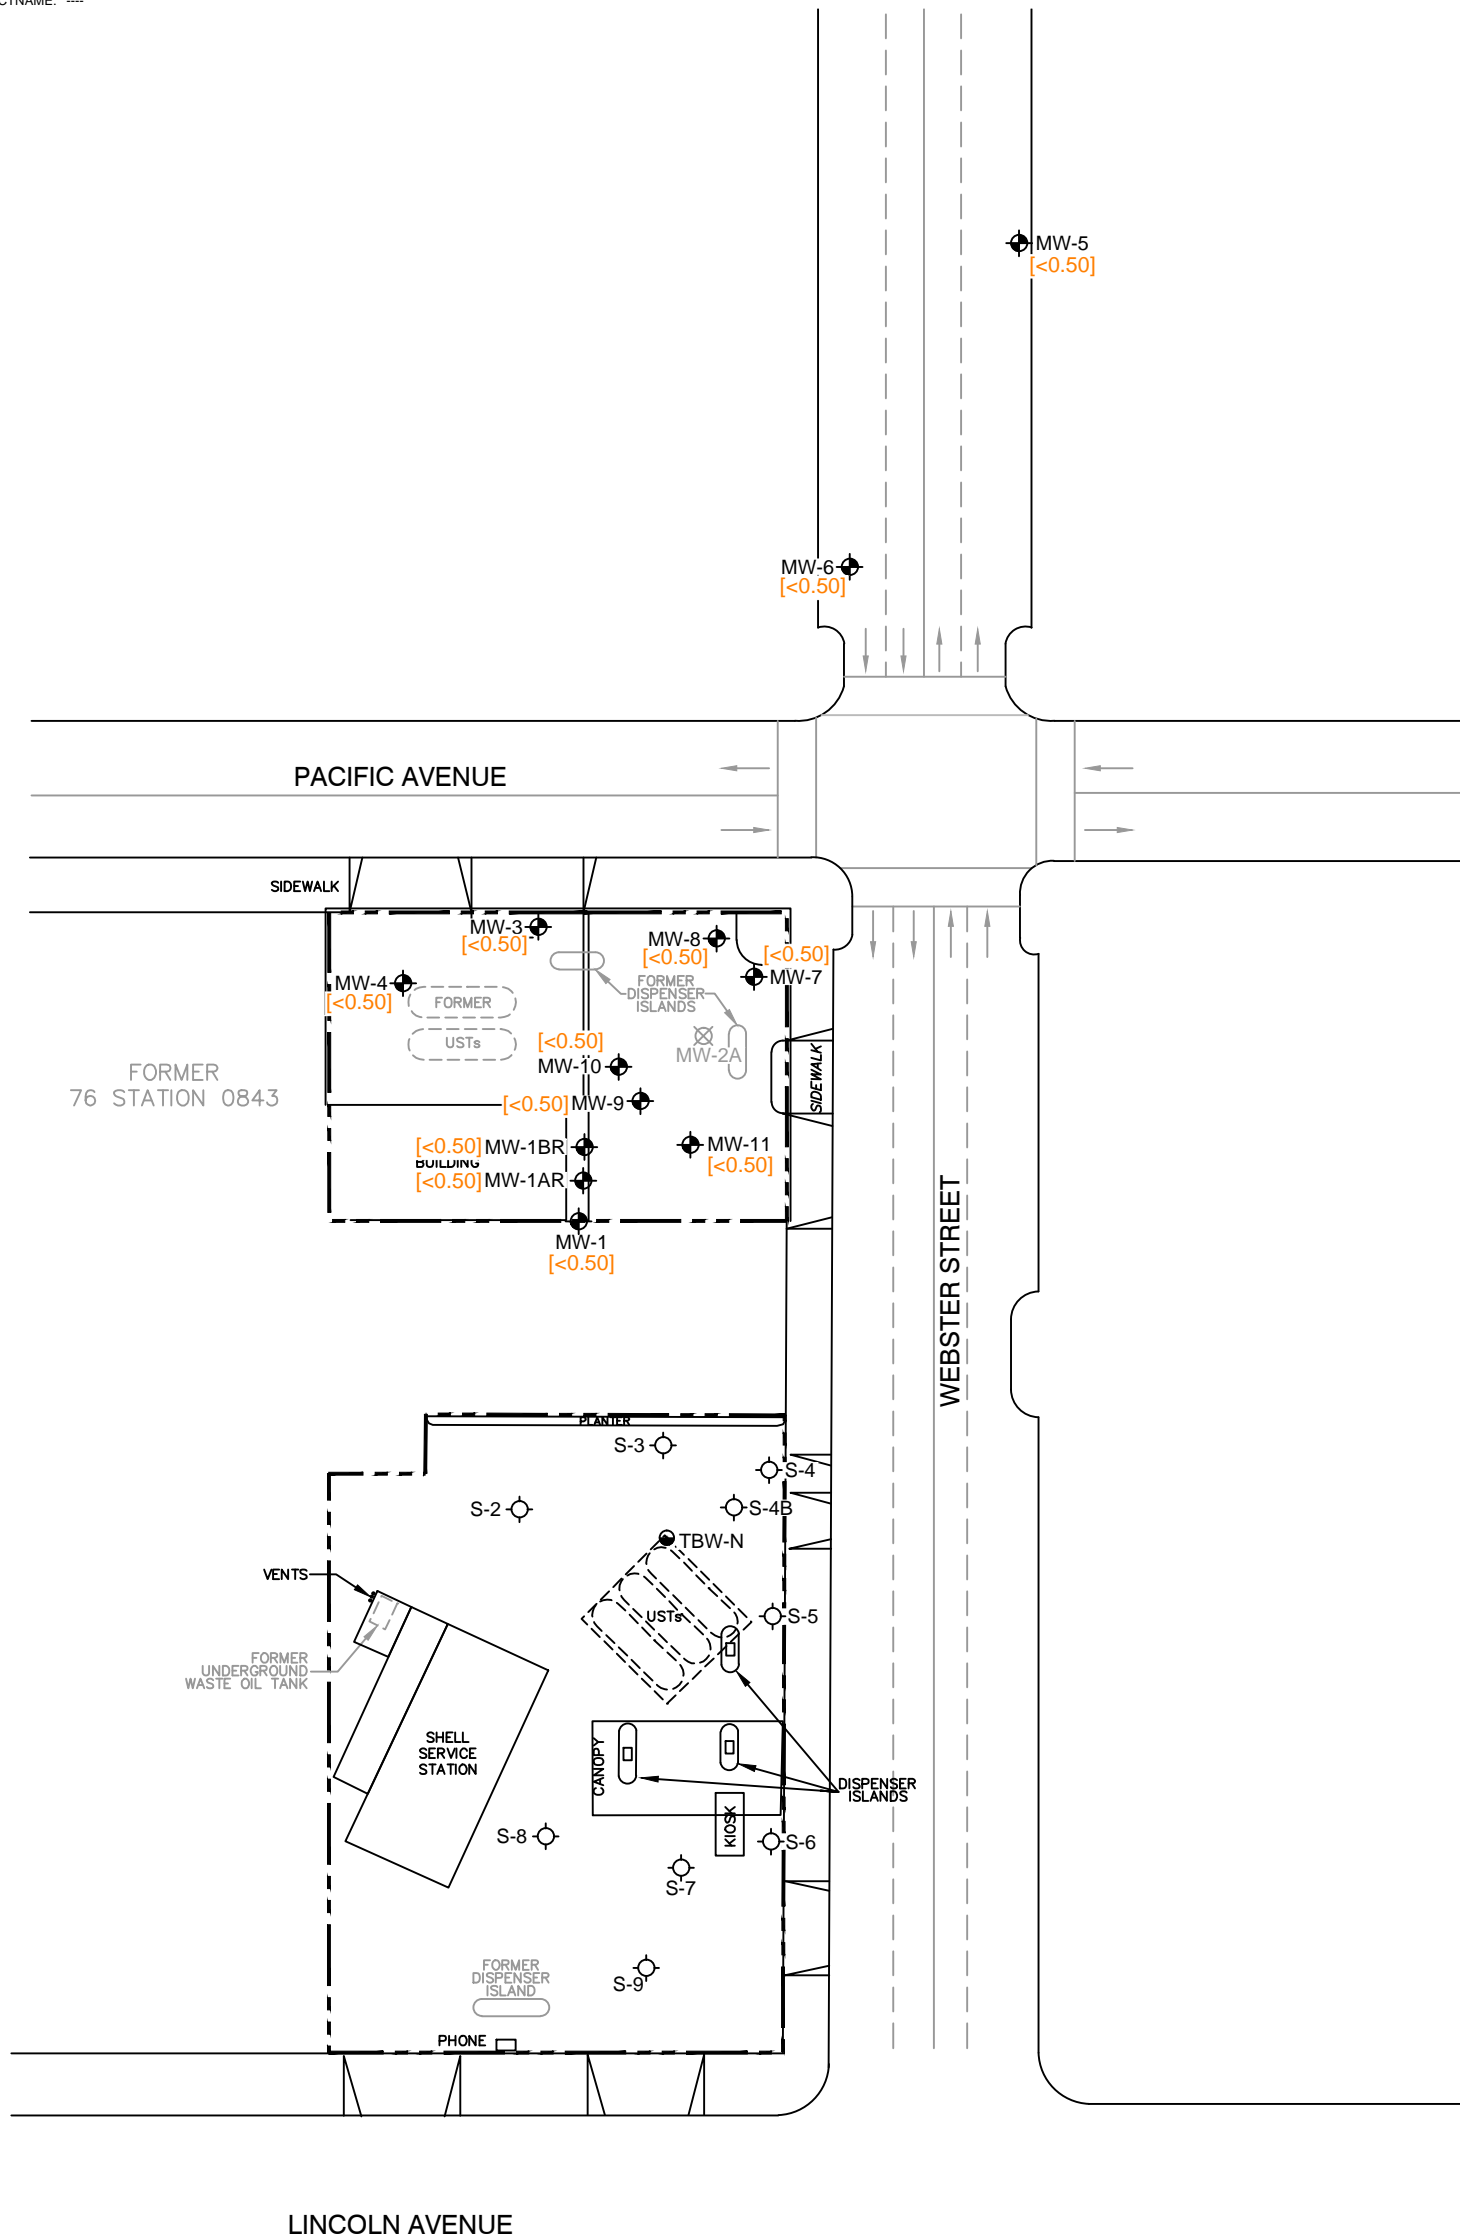 MW-5
[<0.50]
MW-6
[<0.50]
PACIFIC AVENUE
SIDEWALK
MW-3
[<0.50]
MW-8
[<0.50]
[<0.50]
MW-7
MW-4
[<0.50]
FORMER
USTs
FORMER
DISPENSER
ISLANDS
MW-2A
[<0.50]
MW-10
[<0.50] MW-9
FORMER
76 STATION 0843
SIDEWALK
[<0.50] MW-1BR
BUILDING
[<0.50] MW-1AR
MW-11
[<0.50]
MW-1
[<0.50]
WEBSTER STREET
PLANTER
S-3
S-4
S-2
S-4B
TBW-N
VENTS
USTs
S-5
FORMER
UNDERGROUND
WASTE OIL TANK
SHELL
SERVICE
STATION
CANOPY
DISPENSER
ISLANDS
KIOSK
S-8
S-6
S-7
S-9
FORMER
DISPENSER
ISLAND
PHONE
LINCOLN AVENUE